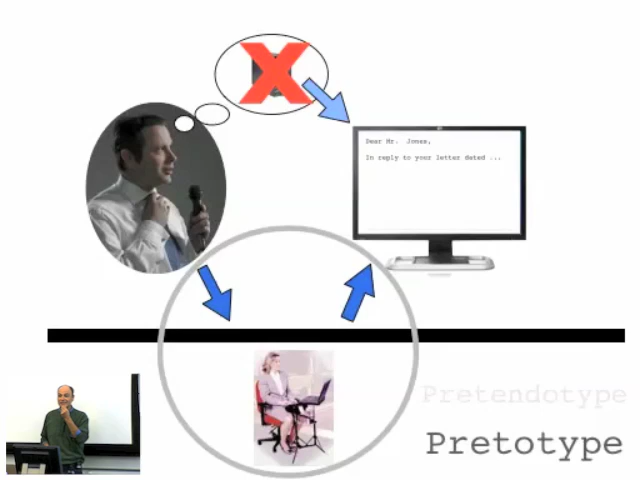 Dear Mr. Jones,
In reply to your letter dated ...
Pretendotype
Pretotype